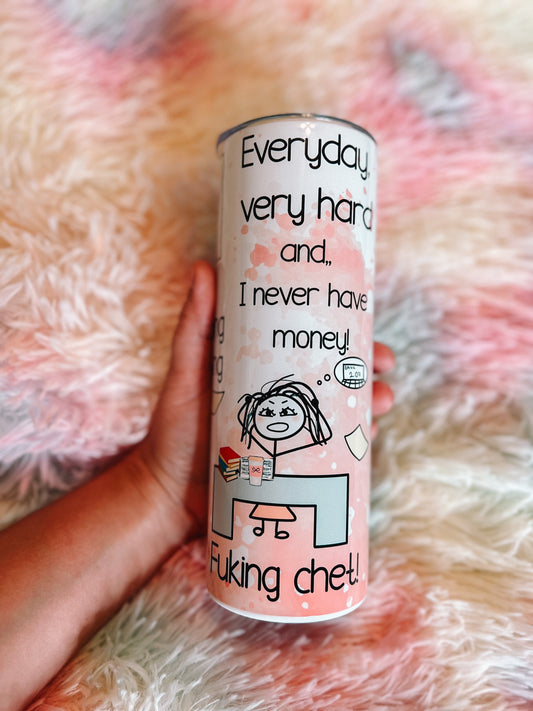 Everyday,
very hard
and,,
I never have
money!
Fuking chet!